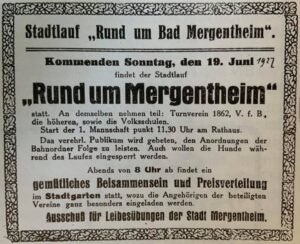 Stadtlauf „Rund um Bad Mergentheim“.
Kommenden Sonntag, den 19. Juni 1927
findet der Stadtlauf
„Rund um Mergentheim“
statt. An demselben nehmen teil: Turnverein 1862, V. f. B.,
die höheren, sowie die Volksschulen.
Start der 1. Mannschaft punkt 11.30 Uhr am Rathaus.
Das verehrl. Publikum wird gebeten, den Anordnungen der
Bahnordner Folge zu leisten. Auch wollen die Hunde während
des Laufes eingesperrt werden.
Abends von 8 Uhr ab findet ein
gemütliches Beisammensein und Preisverteilung
im Stadtgarten statt, wozu die Angehörigen der beteiligten
Vereine ganz besonders eingeladen werden.
Ausschuß für Leibesübungen der Stadt Mergentheim.